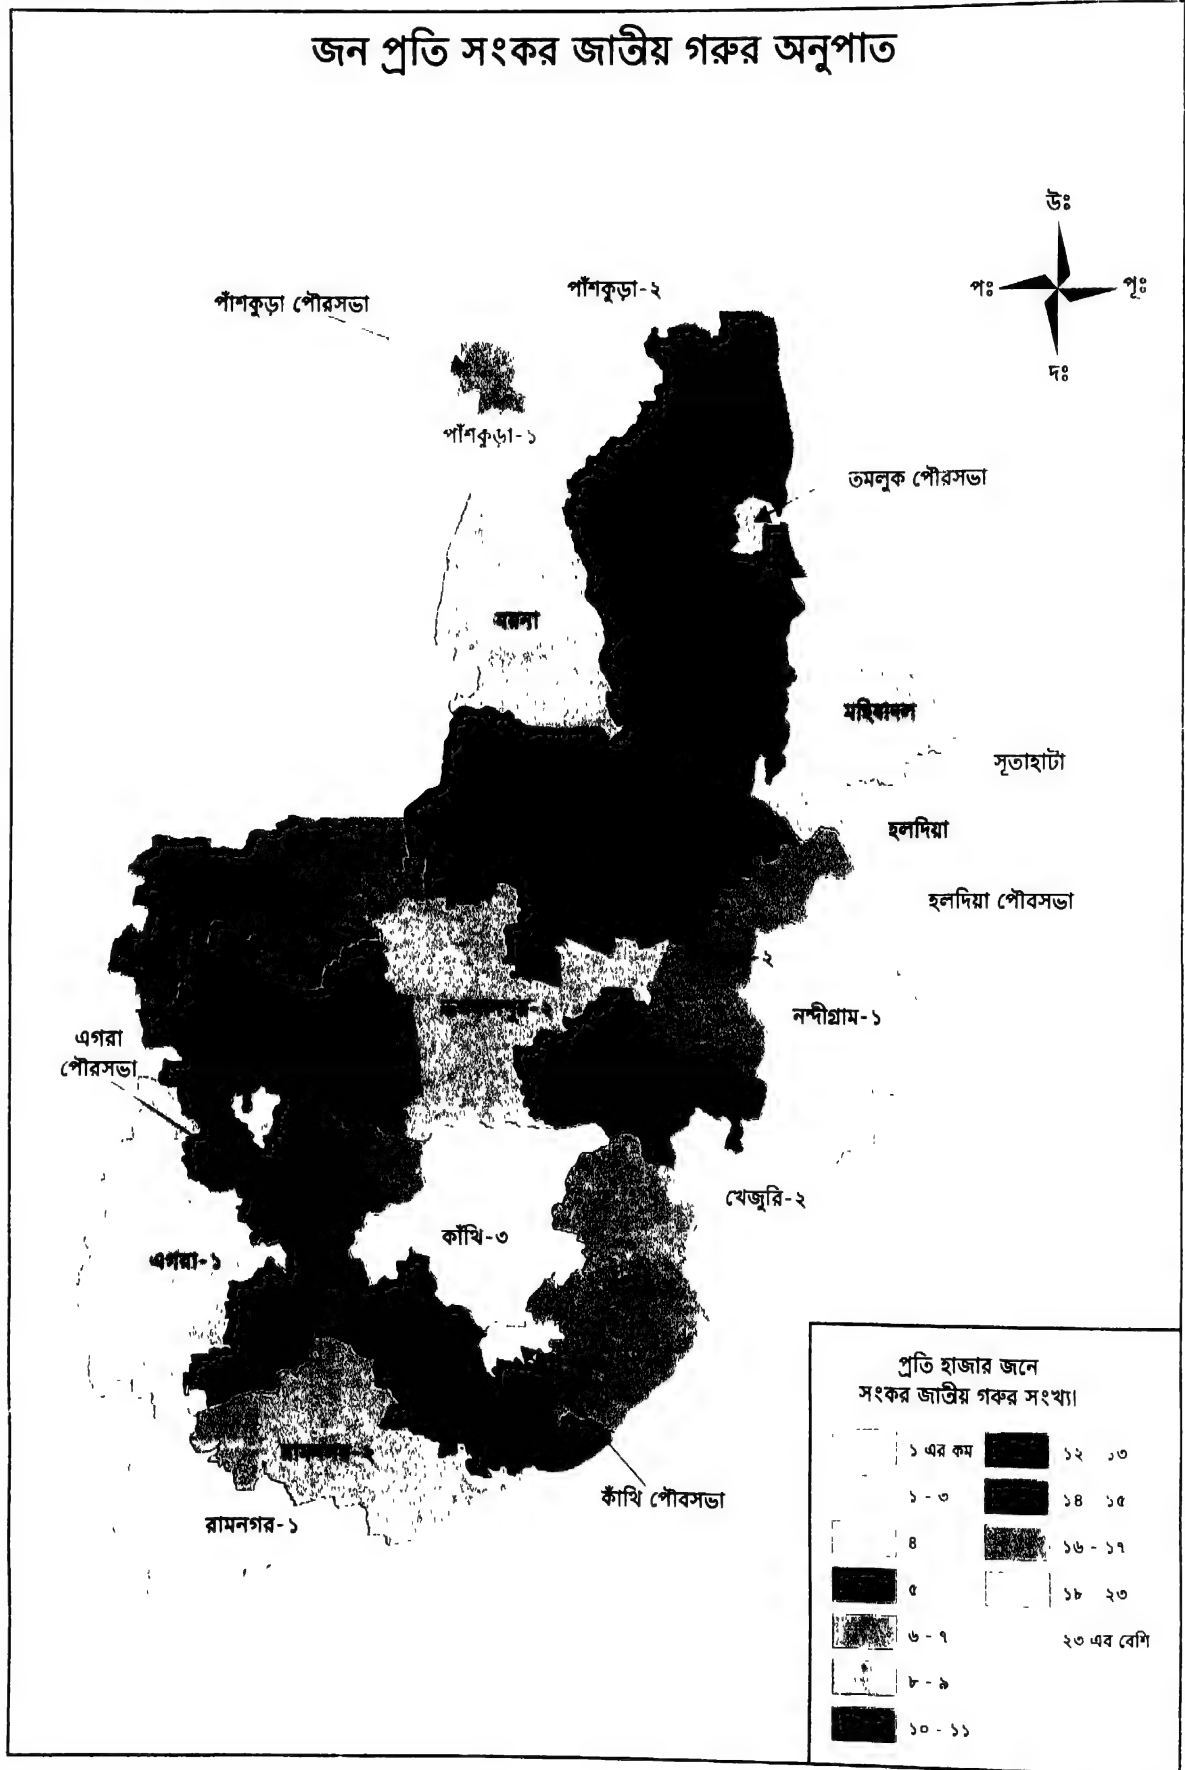 জন প্রতি সংকর জাতীয় গরুর অনুপাত
উঃ
পঃ
পূঃ
দঃ
পাঁশকুড়া-২
পাঁশকুড়া পৌরসভা
পাঁশকুড়া-১
তমলুক পৌরসভা
ময়না
মহিষাদল
সূতাহাটা
হলদিয়া
হলদিয়া পৌবসভা
-২
নন্দীগ্রাম-১
এগরা
পৌরসভা
খেজুরি-২
কাঁথি-৩
এগরা-১
রামনগর-২
কাঁথি পৌবসভা
রামনগর-১
প্রতি হাজার জনে
সংকর জাতীয় গকর সংখ্যা
১ এর কম
১ - ৩
৪
৫
৬ - ৭
৮ - ৯
১০ - ১১
১২ ১৩
১৪ ১৫
১৬ - ১৭
১৮ ২৩
২৩ এব বেশি